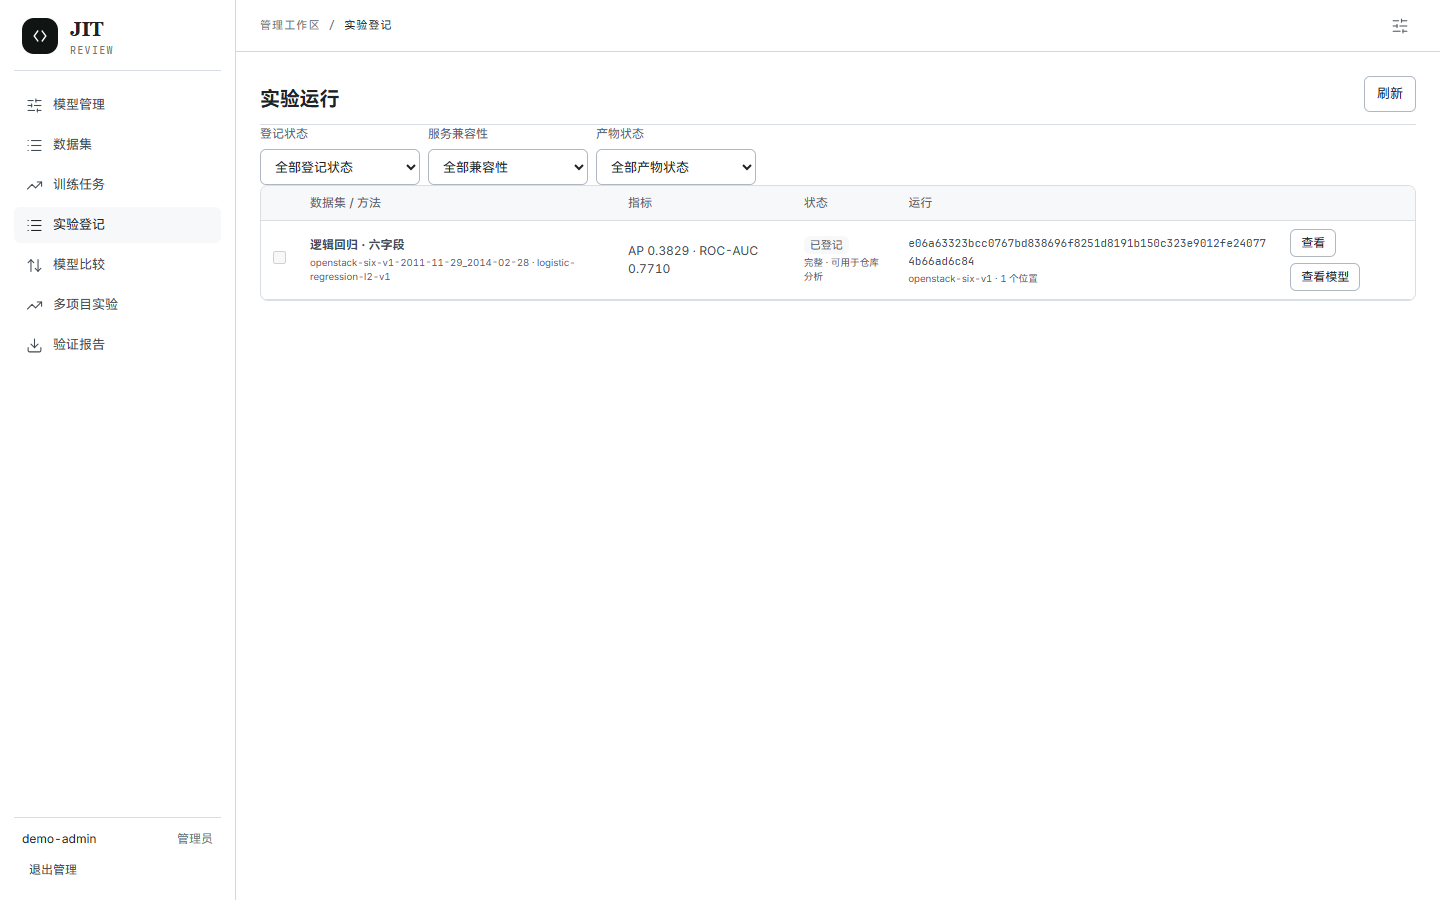 JIT
REVIEW
模型管理
数据集
训练任务
实验登记
模型比较
多项目实验
验证报告
demo-admin 管理员
退出管理
管理工作区 / 实验登记
实验运行
刷新
登记状态 服务兼容性 产物状态
全部登记状态 全部兼容性 全部产物状态
数据集 / 方法 指标 状态 运行
逻辑回归 · 六字段
openstack-six-v1-2011-11-29_2014-02-28 · logistic-
regression-l2-v1
AP 0.3829 · ROC-AUC
0.7710
已登记
完整 · 可用于仓库
分析
e06a63323bcc0767bd838696f8251d8191b150c323e9012fe24077
4b66ad6c84
openstack-six-v1 · 1 个位置
查看
查看模型